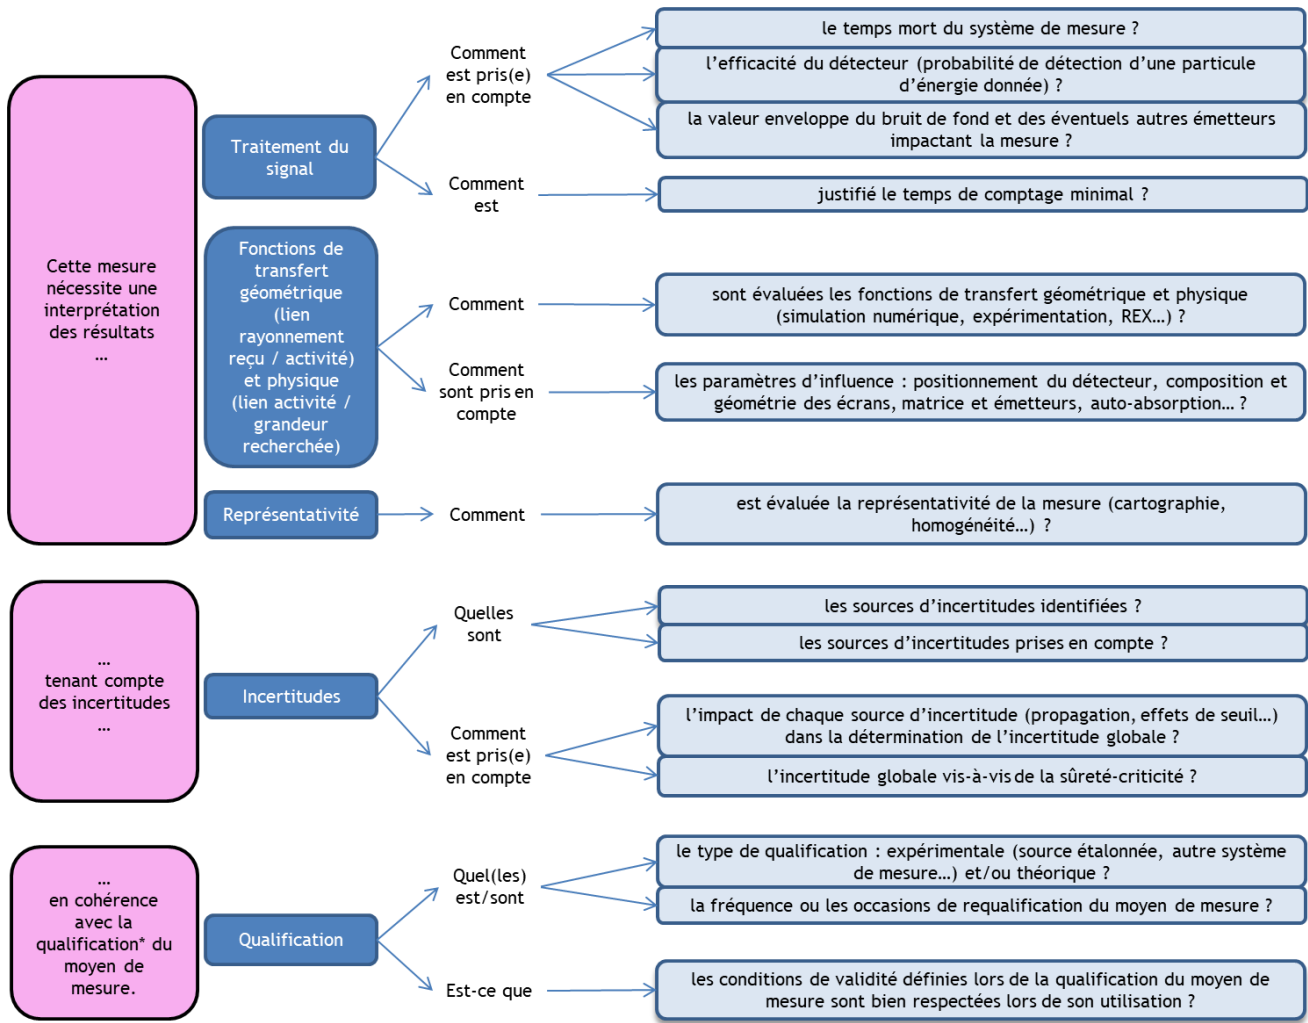 Cette mesure
nécessite une
interprétation
des résultats
…
Traitement du
signal
Comment
est pris(e)
en compte
le temps mort du système de mesure ?
l’efficacité du détecteur (probabilité de détection d’une particule
d’énergie donnée) ?
la valeur enveloppe du bruit de fond et des éventuels autres émetteurs
impactant la mesure ?
Comment
est
justifié le temps de comptage minimal ?
Fonctions de
transfert
géométrique
(lien
rayonnement
reçu / activité)
et physique
(lien activité /
grandeur
recherchée)
Comment
sont évaluées les fonctions de transfert géométrique et physique
(simulation numérique, expérimentation, REX…) ?
Comment
sont pris en
compte
les paramètres d’influence : positionnement du détecteur, composition et
géométrie des écrans, matrice et émetteurs, auto-absorption… ?
Représentativité
Comment
est évaluée la représentativité de la mesure (cartographie,
homogénéité…) ?
…
tenant compte
des incertitudes
…
Incertitudes
Quelles
sont
les sources d’incertitudes identifiées ?
les sources d’incertitudes prises en compte ?
Comment
est pris(e)
en compte
l’impact de chaque source d’incertitude (propagation, effets de seuil…)
dans la détermination de l’incertitude globale ?
l’incertitude globale vis-à-vis de la sûreté-criticité ?
…
en cohérence
avec la
qualification* du
moyen de
mesure.
Qualification
Quel(les)
est/sont
le type de qualification : expérimentale (source étalonnée, autre système
de mesure…) et/ou théorique ?
la fréquence ou les occasions de requalification du moyen de mesure ?
Est-ce que
les conditions de validité définies lors de la qualification du moyen de
mesure sont bien respectées lors de son utilisation ?